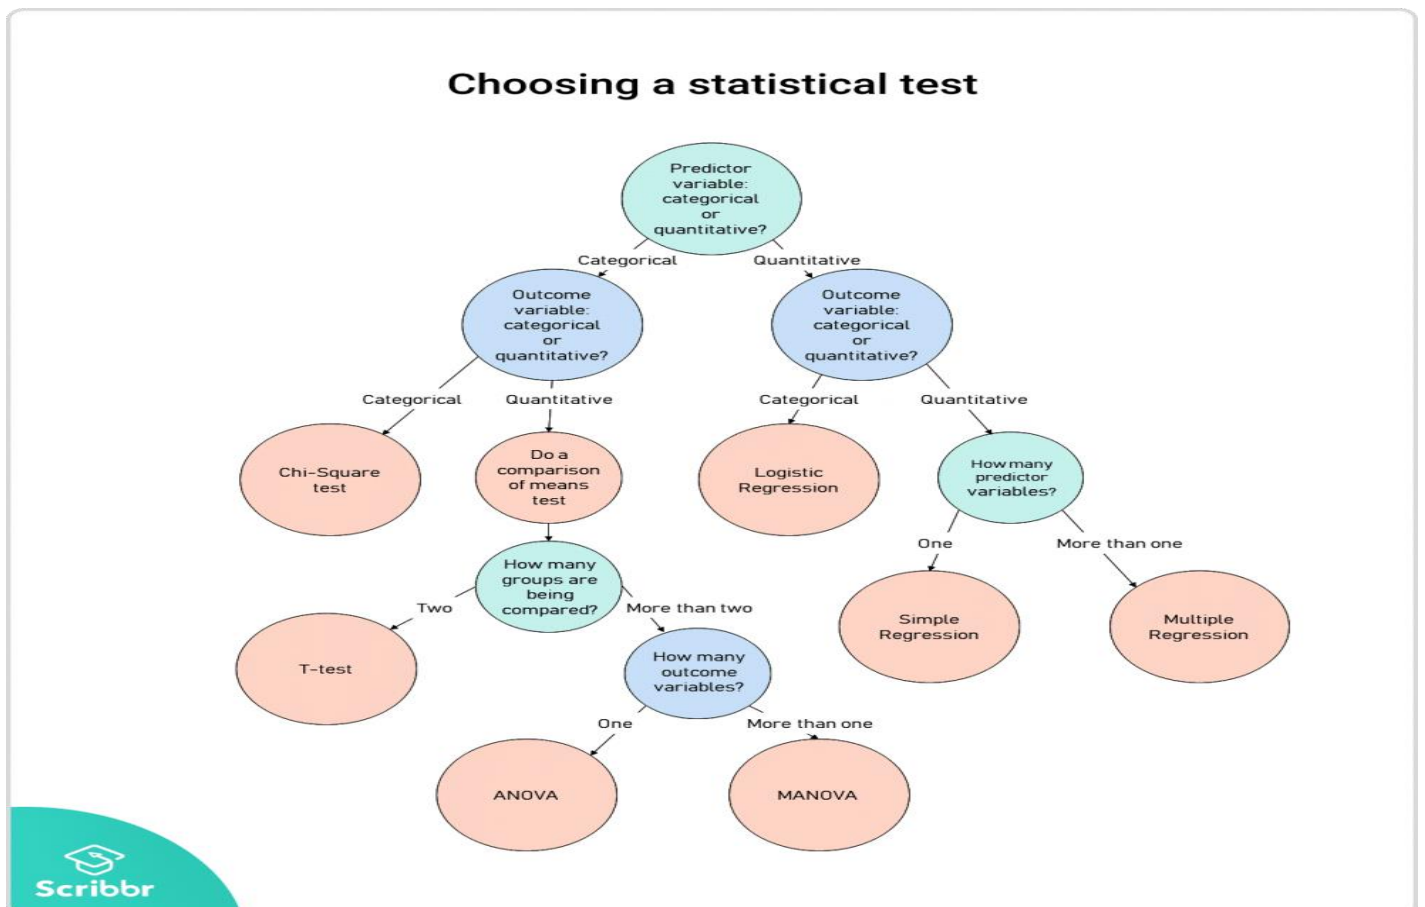 Choosing a statistical test
Predictor
variable:
categorical
or
quantitative?
Categorical
Quantitative
Outcome
variable:
categorical
or
quantitative?
Outcome
variable:
categorical
or
quantitative?
Categorical
Quantitative
Categorical
Quantitative
Chi-Square
test
Do a
comparison
of means
test
Logistic
Regression
How many
predictor
variables?
One
More than one
How many
groups are
being
compared?
Two
More than two
Simple
Regression
Multiple
Regression
T-test
How many
outcome
variables?
One
More than one
ANOVA
MANOVA
Scribbr